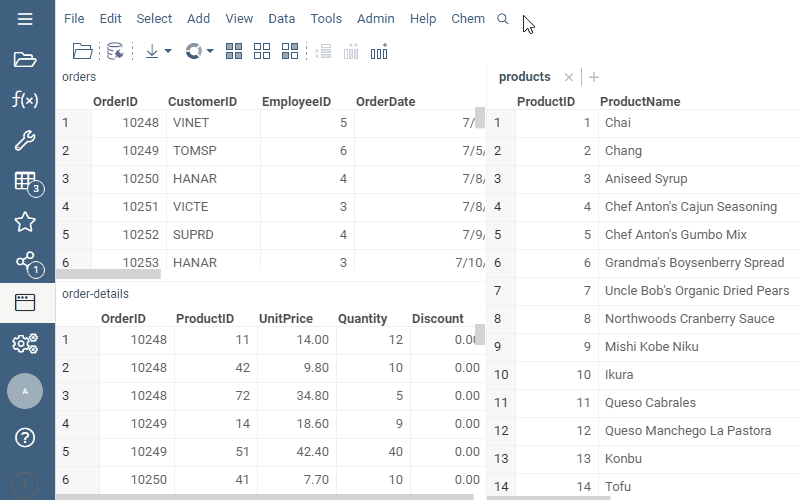 File Edit Select Add View Data Tools Admin Help Chem
orders
OrderID CustomerID EmployeeID OrderDate
1 10248 VINET 5 7/
2 10249 TOMSP 6 7/5/
3 10250 HANAR 4 7/8/
4 10251 VICTE 3 7/8/
5 10252 SUPRD 4 7/9/
6 10253 HANAR 3 7/10/
order-details
OrderID ProductID UnitPrice Quantity Discount
1 10248 11 14.00 12 0.00
2 10248 42 9.80 10 0.00
3 10248 72 34.80 5 0.00
4 10249 14 18.60 9 0.00
5 10249 51 42.40 40 0.00
6 10250 41 7.70 10 0.00
products
ProductID ProductName
1 1 Chai
2 2 Chang
3 3 Aniseed Syrup
4 4 Chef Anton's Cajun Seasoning
5 5 Chef Anton's Gumbo Mix
6 6 Grandma's Boysenberry Spread
7 7 Uncle Bob's Organic Dried Pears
8 8 Northwoods Cranberry Sauce
9 9 Mishi Kobe Niku
10 10 Ikura
11 11 Queso Cabrales
12 12 Queso Manchego La Pastora
13 13 Konbu
14 14 Tofu
f(x)
3
1
A
?